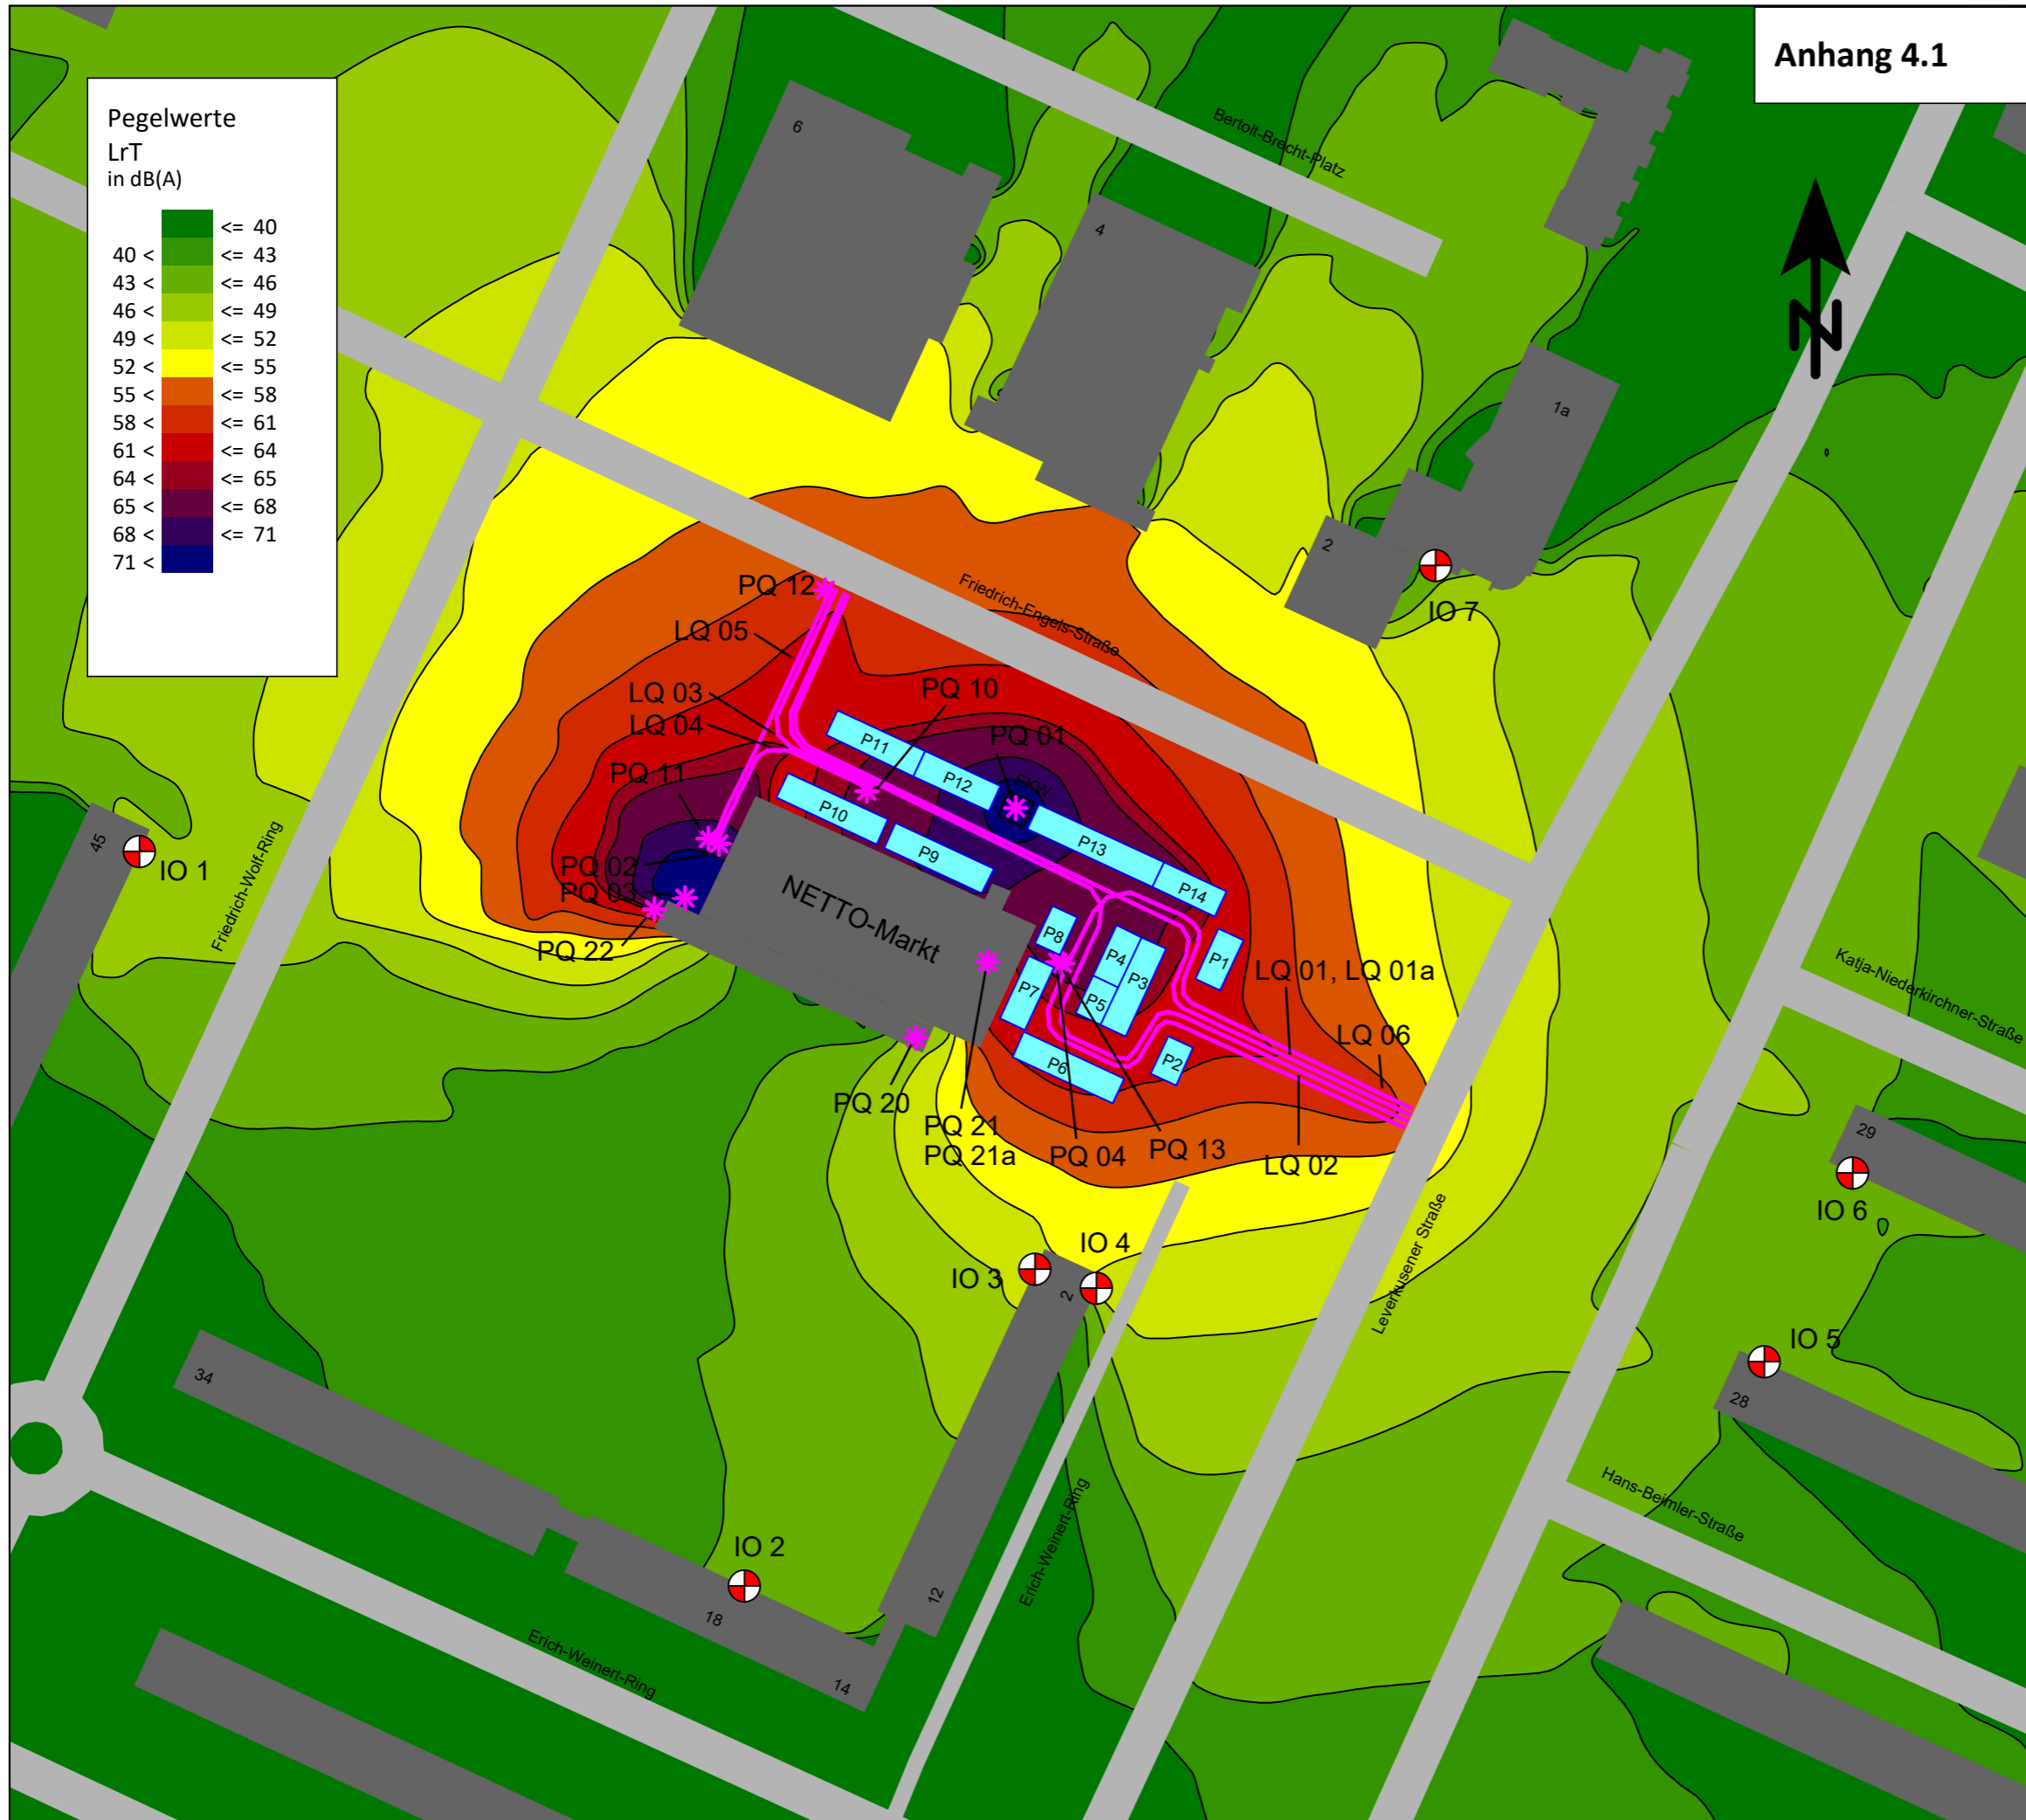 Anhang 4.1
Pegelwerte
LrT
in dB(A)
<= 40
40 < <= 43
43 < <= 46
46 < <= 49
49 < <= 52
52 < <= 55
55 < <= 58
58 < <= 61
61 < <= 64
64 < <= 65
65 < <= 68
68 < <= 71
71 <
6
Bertolt-Brecht-Platz
4
N
1a
2
IO 7
PQ 12
Friedrich-Engels-Straße
LQ 05
LQ 03
LQ 04
PQ 10
PQ 01
P11
P12
EKW
PQ 11
P10
P13
P9
P14
45
IO 1
Friedrich-Wolf-Ring
PQ 02
PQ 03
PQ 22
NETTO-Markt
P8
P4
P3
P1
P7
P5
LQ 01, LQ 01a
Katja-Niederkirchner-Straße
LQ 06
P6
P2
PQ 20
PQ 21
PQ 21a
PQ 04
PQ 13
LQ 02
29
IO 6
Leverkusener Straße
IO 4
IO 3
2
IO 5
28
34
Hans-Beimler-Straße
IO 2
18
12
Erich-Weinert-Ring
Erich-Weinert-Ring
14